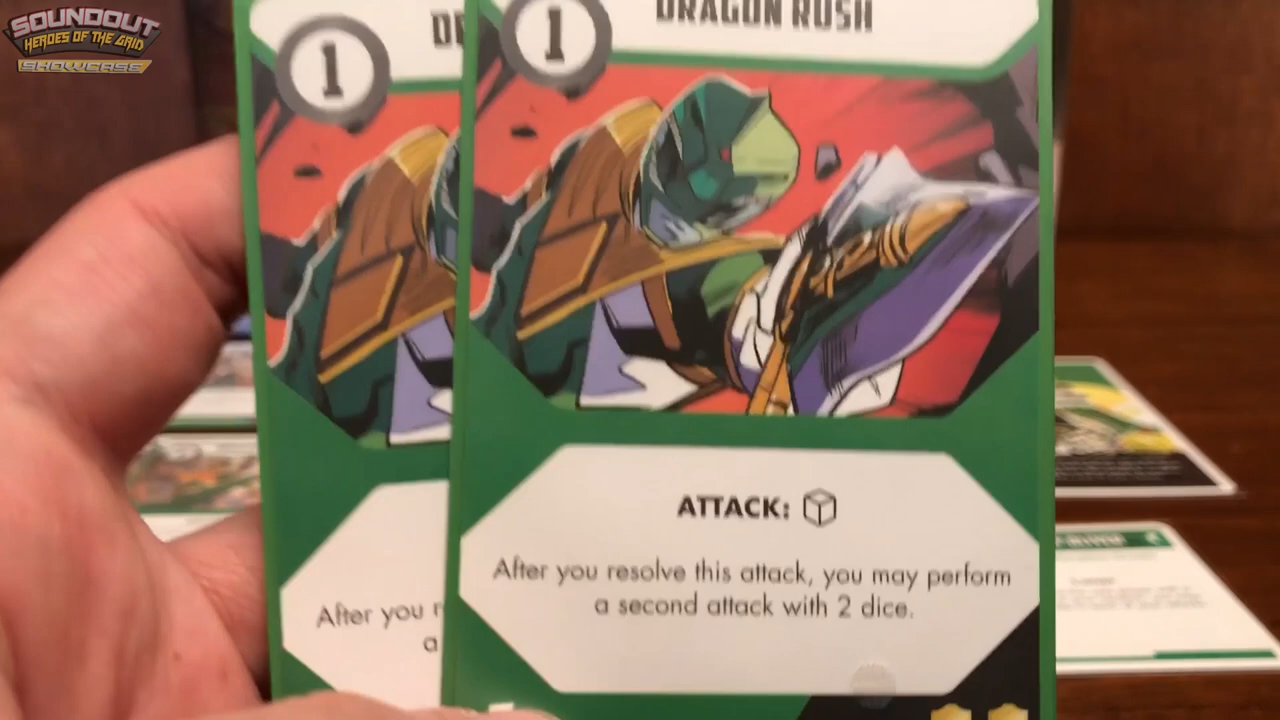 SOUNDOUT
HEROES OF THE GRID
SHOWCASE
1
1
DRAGON RUSH
ATTACK:
After you resolve this attack, you may perform
a second attack with 2 dice.
After you
a